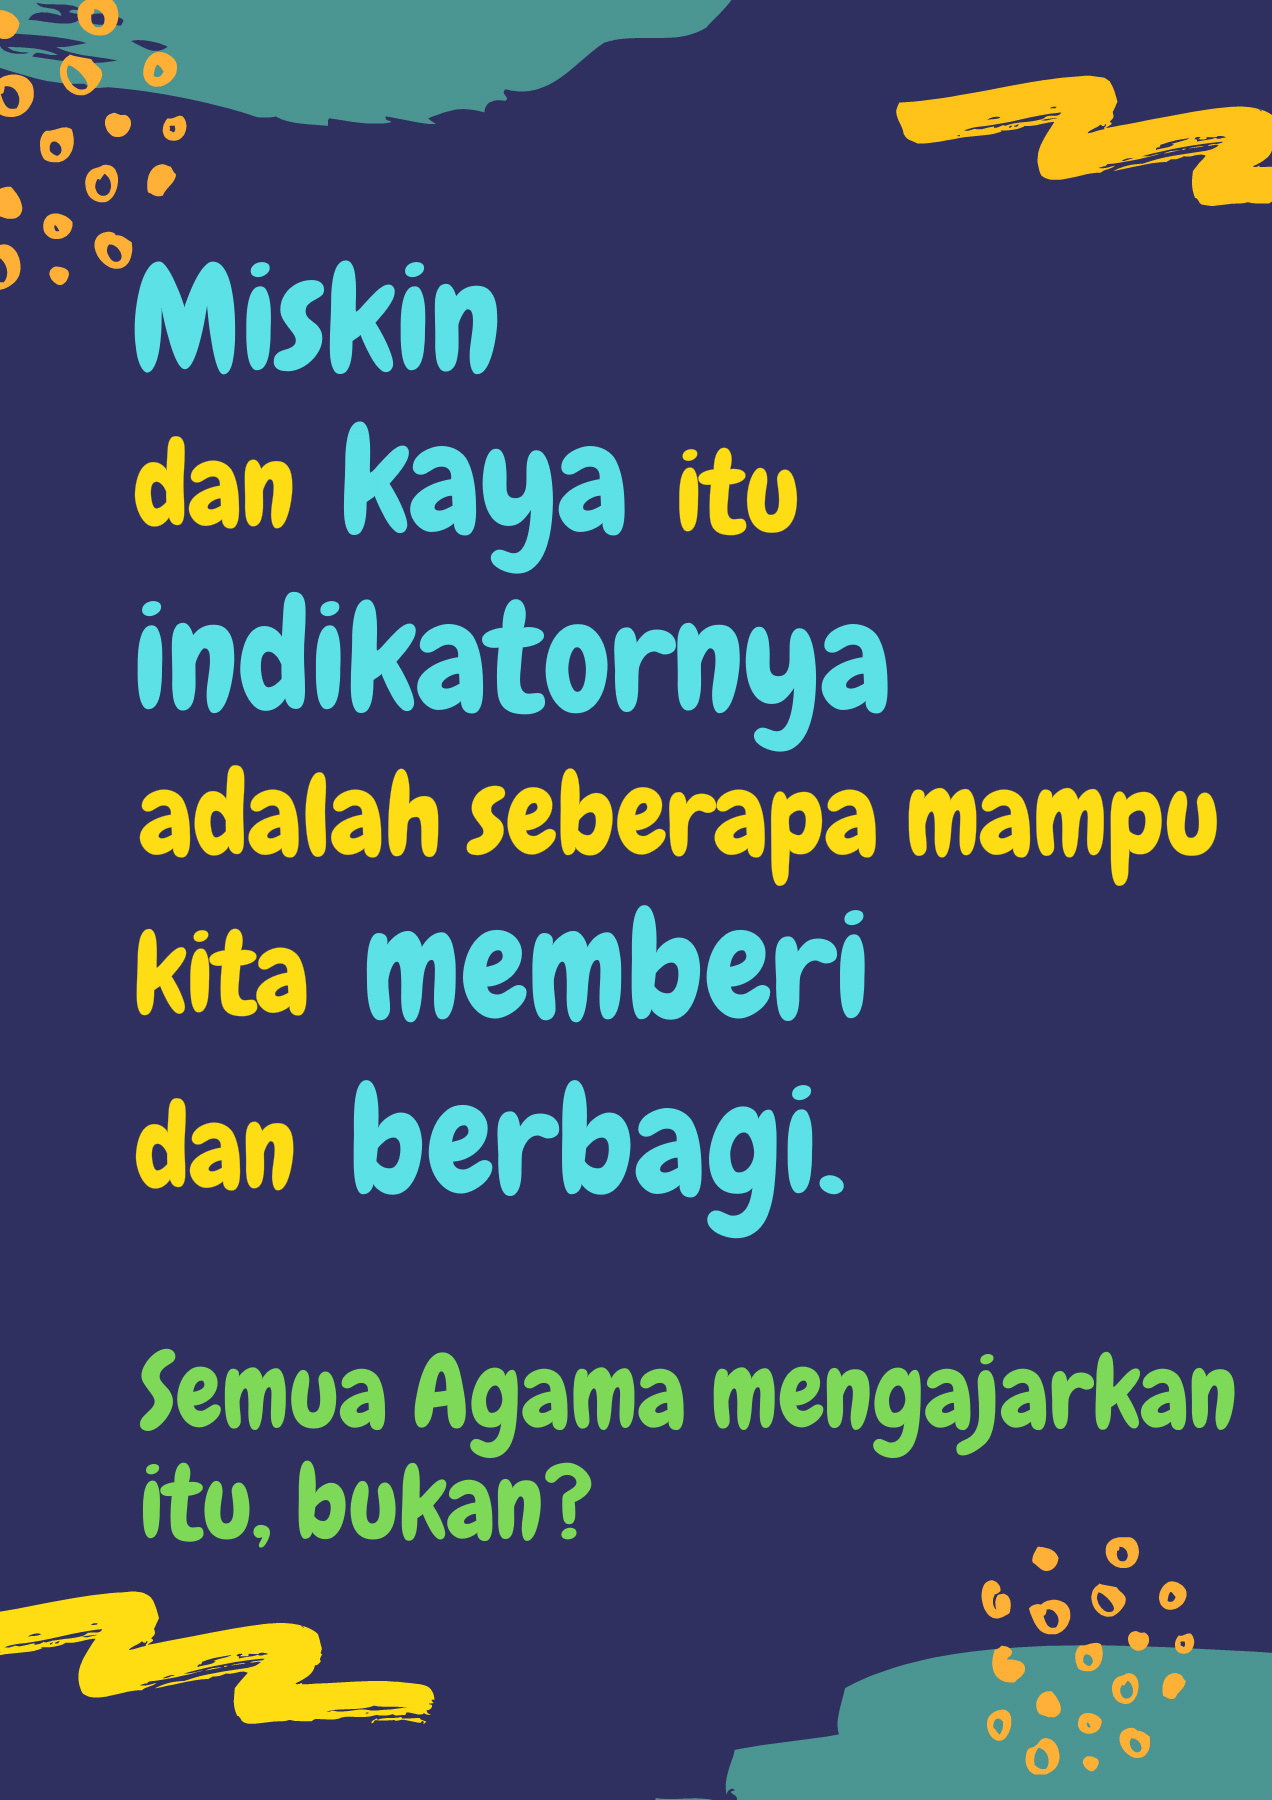 Miskin
dan kaya itu
indikatornya
adalah seberapa mampu
kita memberi
dan berbagi.
Semua Agama mengajarkan
itu, bukan?